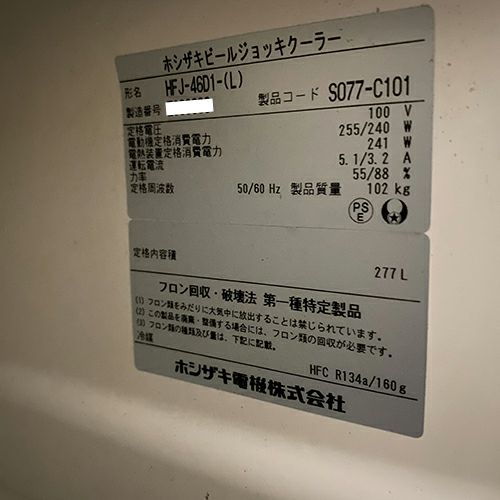 ホシザキビールジョッキクーラー
形名 HFJ-46D1-(L) 製品コード S077-C101
製造番号
定格電圧 100 V
電動機定格消費電力 255/240 W
電熱装置定格消費電力 241 W
運転電流 5.1/3.2 A
力率 55/88 %
定格周波数 50/60 Hz 製品質量 102 kg
PS
E
定格内容積 277 L
フロン回収・破壊法 第一種特定製品
(1) フロン類をみだりに大気中に放出することは禁じられています。
(2) この製品を廃棄・整備する場合には、フロン類の回収が必要です。
(3) フロン類の種類及び量は、下記に記載。
冷媒 HFC R134a/160g
ホシザキ電機株式会社